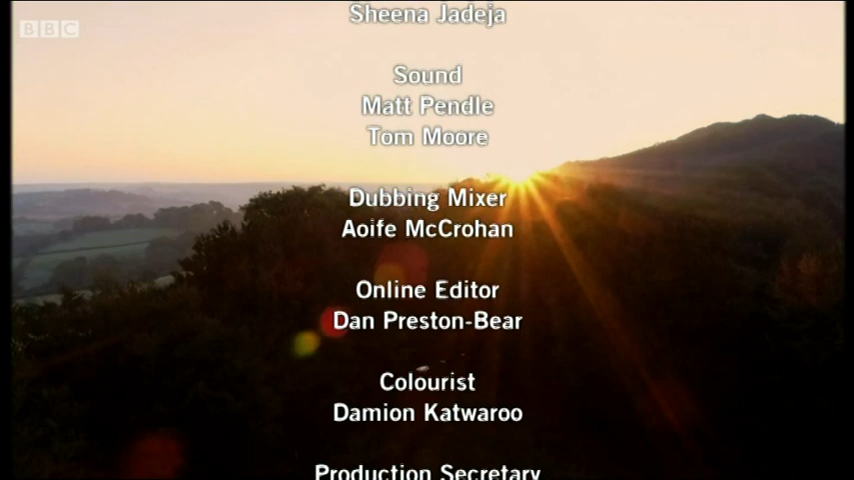 BBC
Sheena Jadeja
Sound
Matt Pendle
Tom Moore
Dubbing Mixer
Aoife McCrohan
Online Editor
Dan Preston-Bear
Colourist
Damion Katwaroo
Production Secretary